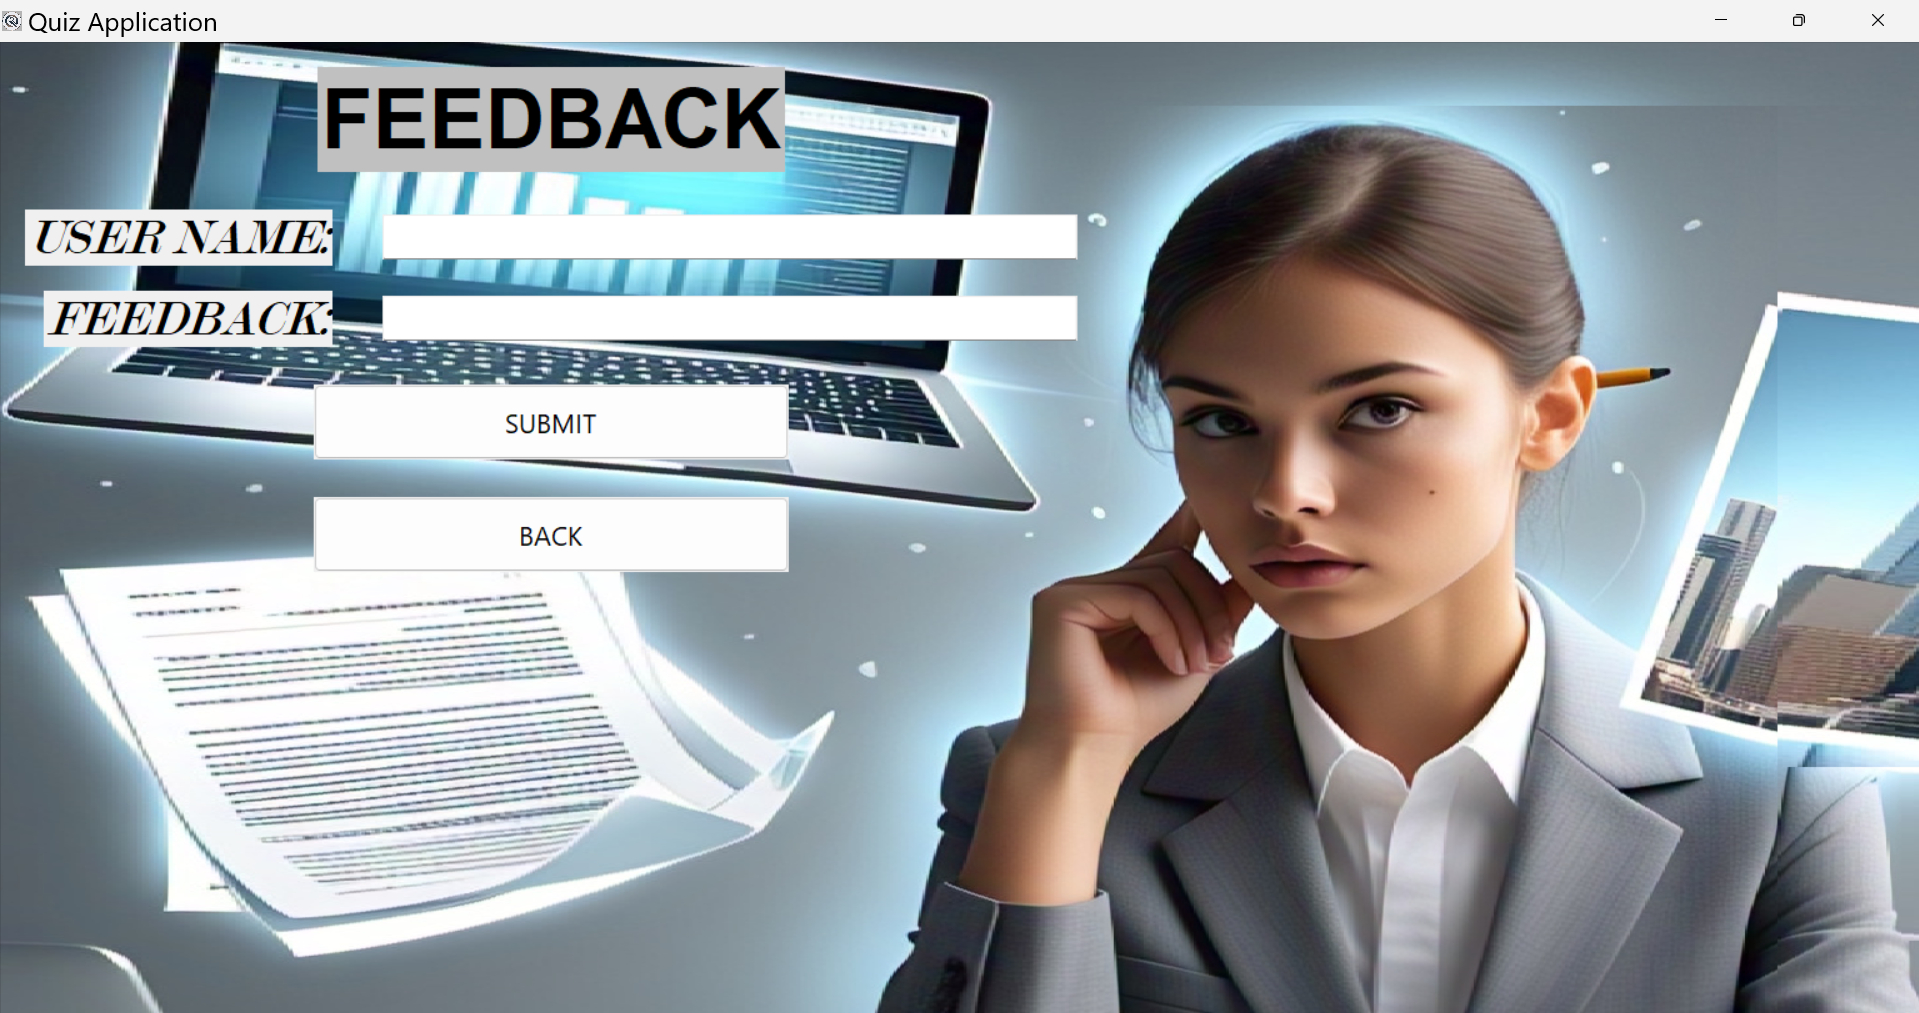 Quiz Application
FEEDBACK
USER NAME:
FEEDBACK:
SUBMIT
BACK